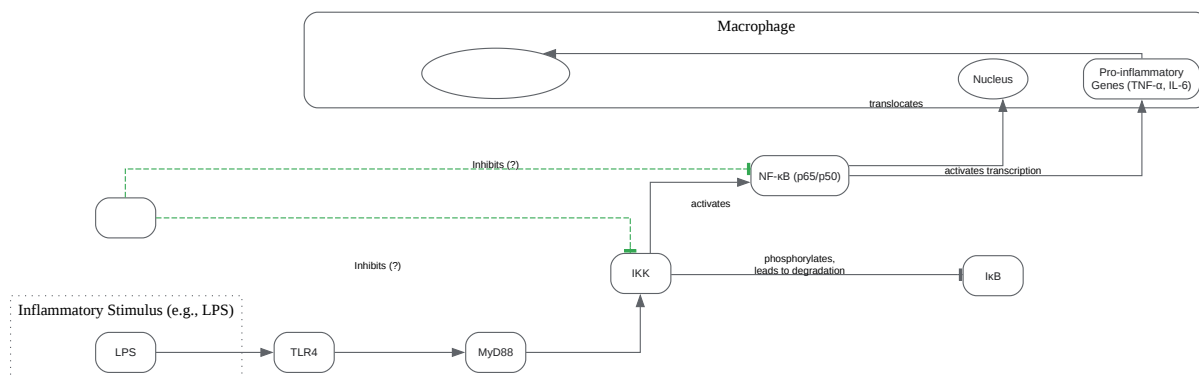 Macrophage
Nucleus
Pro-inflammatory
Genes (TNF-α, IL-6)
translocates
Inhibits (?)
NF-κB (p65/p50)
activates transcription
activates
Inhibits (?)
IKK
phosphorylates,
leads to degradation
IκB
Inflammatory Stimulus (e.g., LPS)
LPS
TLR4
MyD88